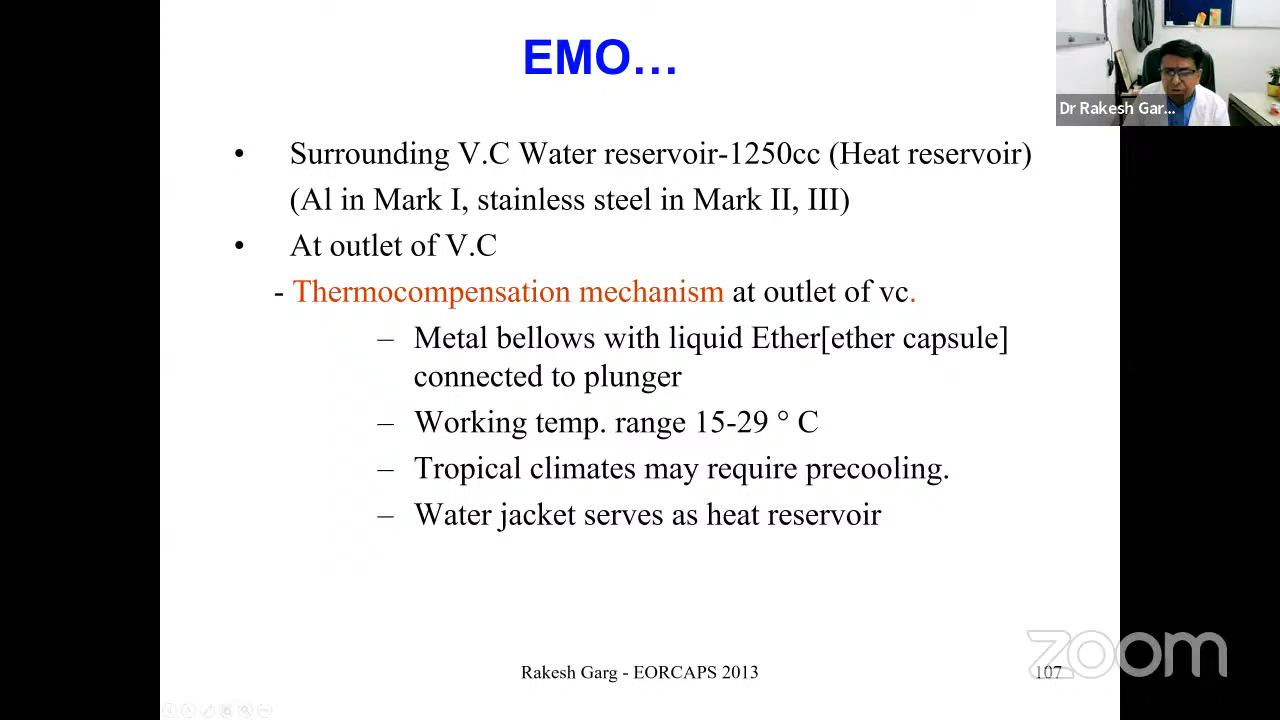 EMO…
Dr Rakesh Gar...
• Surrounding V.C Water reservoir-1250cc (Heat reservoir)
(Al in Mark I, stainless steel in Mark II, III)
• At outlet of V.C
- Thermocompensation mechanism at outlet of vc.
– Metal bellows with liquid Ether[ether capsule]
connected to plunger
– Working temp. range 15-29 ° C
– Tropical climates may require precooling.
– Water jacket serves as heat reservoir
zoom
Rakesh Garg - EORCAPS 2013
107